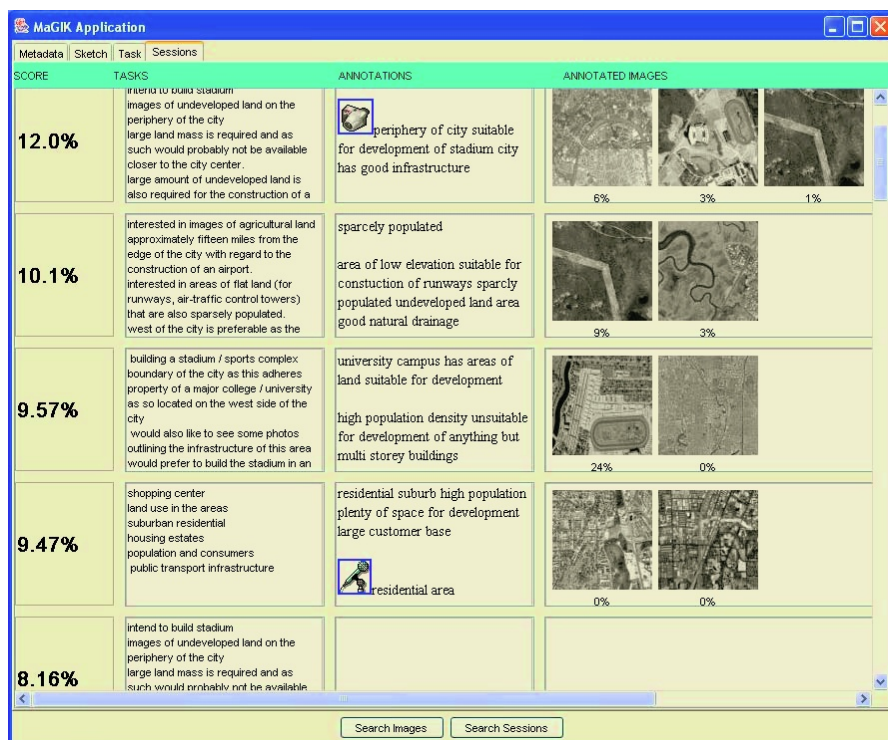 MaGIK Application
Metadata Sketch Task Sessions
SCORE TASKS ANNOTATIONS ANNOTATED IMAGES
12.0%
intend to build stadium
images of undeveloped land on the
periphery of the city
large land mass is required and as
such would probably not be available
closer to the city center.
large amount of undeveloped land is
also required for the construction of a
periphery of city suitable
for development of stadium city
has good infrastructure
6% 3% 1%
10.1%
interested in images of agricultural land
approximately fifteen miles from the
edge of the city with regard to the
construction of an airport.
interested in areas of flat land (for
runways, air-traffic control towers)
that are also sparsely populated.
west of the city is preferable as the
sparcely populated
area of low elevation suitable for
constuction of runways sparcly
populated undeveloped land area
good natural drainage
9% 3%
9.57%
building a stadium / sports complex
boundary of the city as this adheres
property of a major college / university
as so located on the west side of the
city
would also like to see some photos
outlining the infrastructure of this area
would prefer to build the stadium in an
university campus has areas of
land suitable for development
high population density unsuitable
for development of anything but
multi storey buildings
24% 0%
9.47%
shopping center
land use in the areas
suburban residential
housing estates
population and consumers
public transport infrastructure
residential suburb high population
plenty of space for development
large customer base
residential area
0% 0%
8.16%
intend to build stadium
images of undeveloped land on the
periphery of the city
large land mass is required and as
such would probably not be available
Search Images Search Sessions